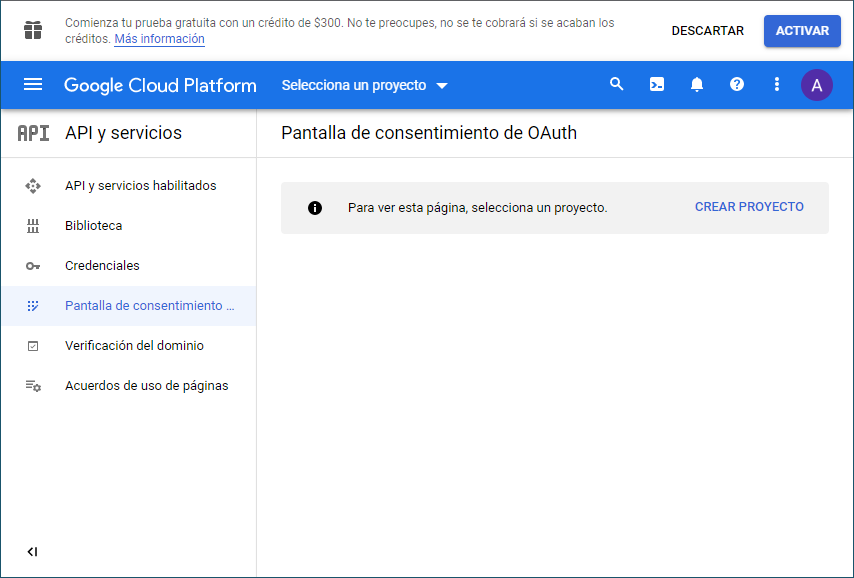 Comienza tu prueba gratuita con un crédito de $300. No te preocupes, no se te cobrará si se acaban los
créditos. Más información
DESCARTAR
ACTIVAR
Google Cloud Platform
Selecciona un proyecto
A
API
API y servicios
Pantalla de consentimiento de OAuth
API y servicios habilitados
Biblioteca
Credenciales
Pantalla de consentimiento ...
Verificación del dominio
Acuerdos de uso de páginas
Para ver esta página, selecciona un proyecto.
CREAR PROYECTO